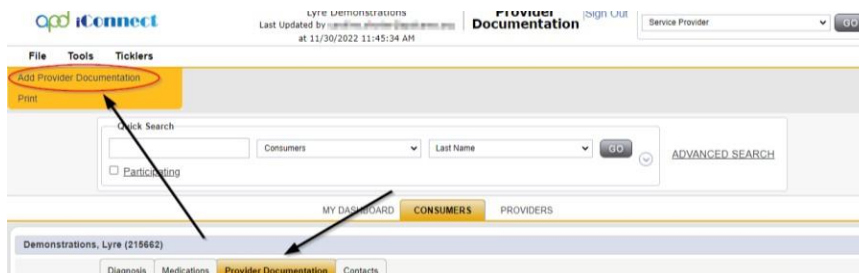 apd iConnect
Lyre Demonstrations
Last Updated by
at 11/30/2022 11:45:34 AM
Provider
Documentation
Sign Out
Service Provider
GO
File Tools Ticklers
Add Provider Documentation
Print
Quick Search
Consumers
Last Name
GO
ADVANCED SEARCH
Participating
MY DASHBOARD CONSUMERS PROVIDERS
Demonstrations, Lyre (215662)
Diagnosis Medications Provider Documentation Contacts